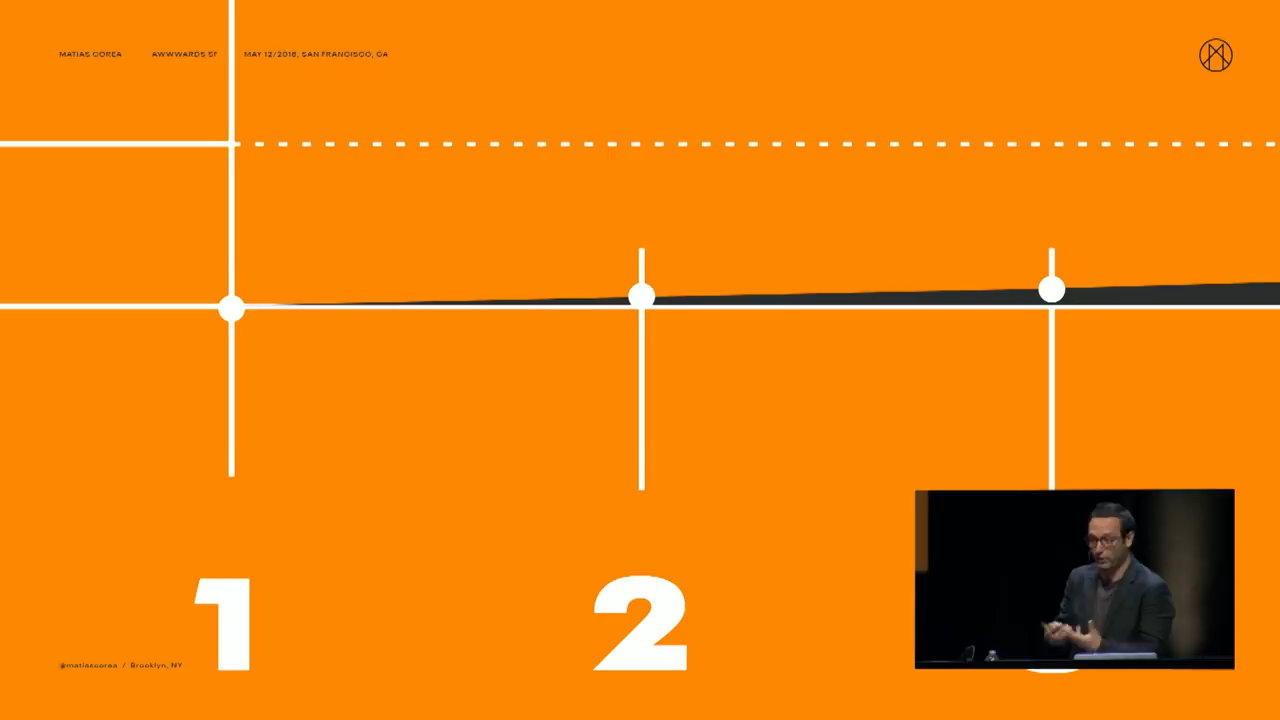 MATIAS COREA AWWWARDS SF MAY 12/2018, SAN FRANCISCO, CA
1 2
@matiascorea / Brooklyn, NY